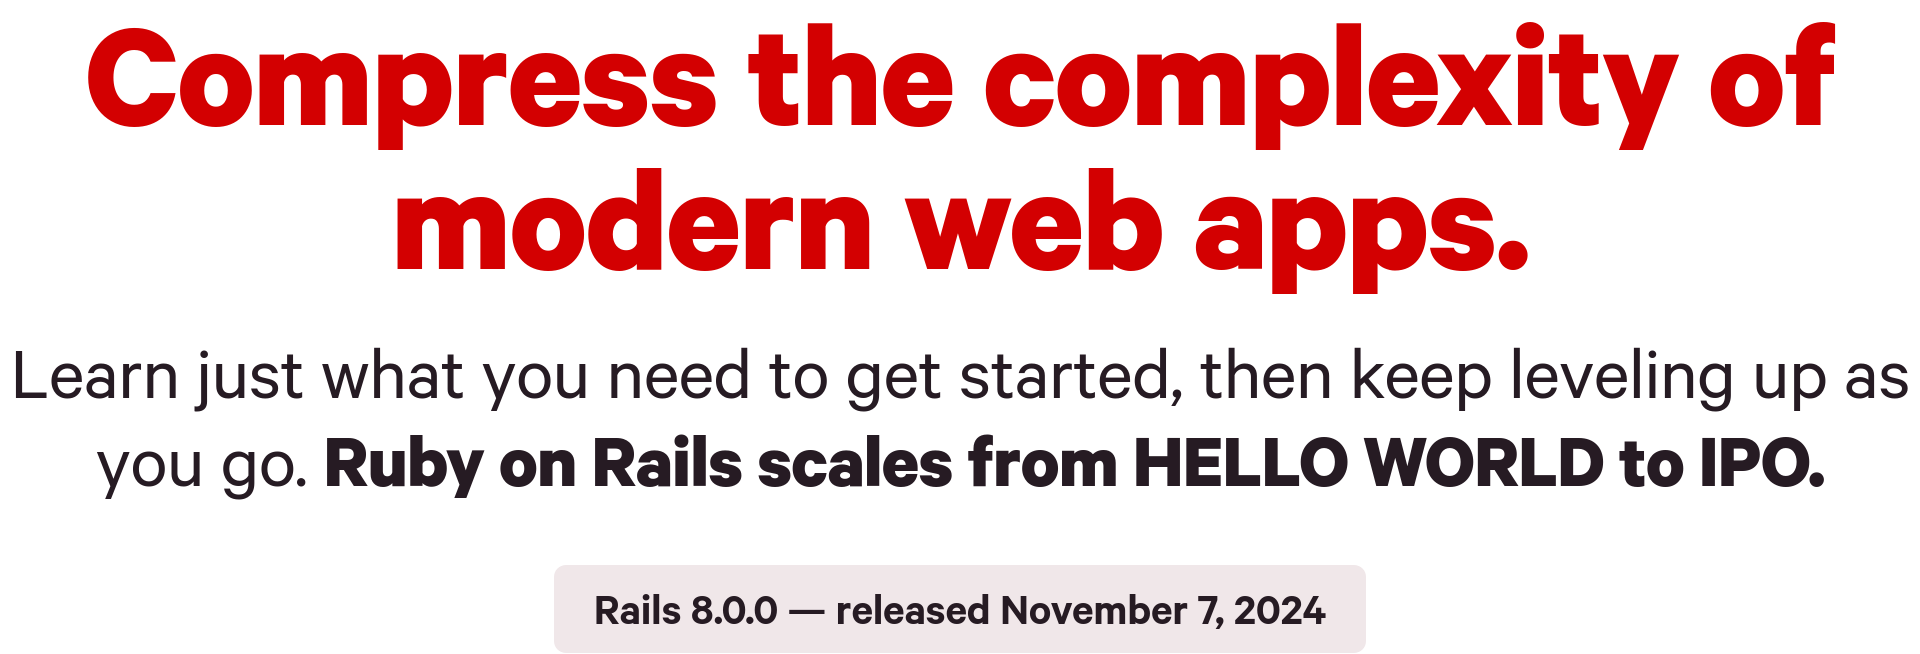 Compress the complexity of
modern web apps.
Learn just what you need to get started, then keep leveling up as
you go. Ruby on Rails scales from HELLO WORLD to IPO.
Rails 8.0.0 — released November 7, 2024